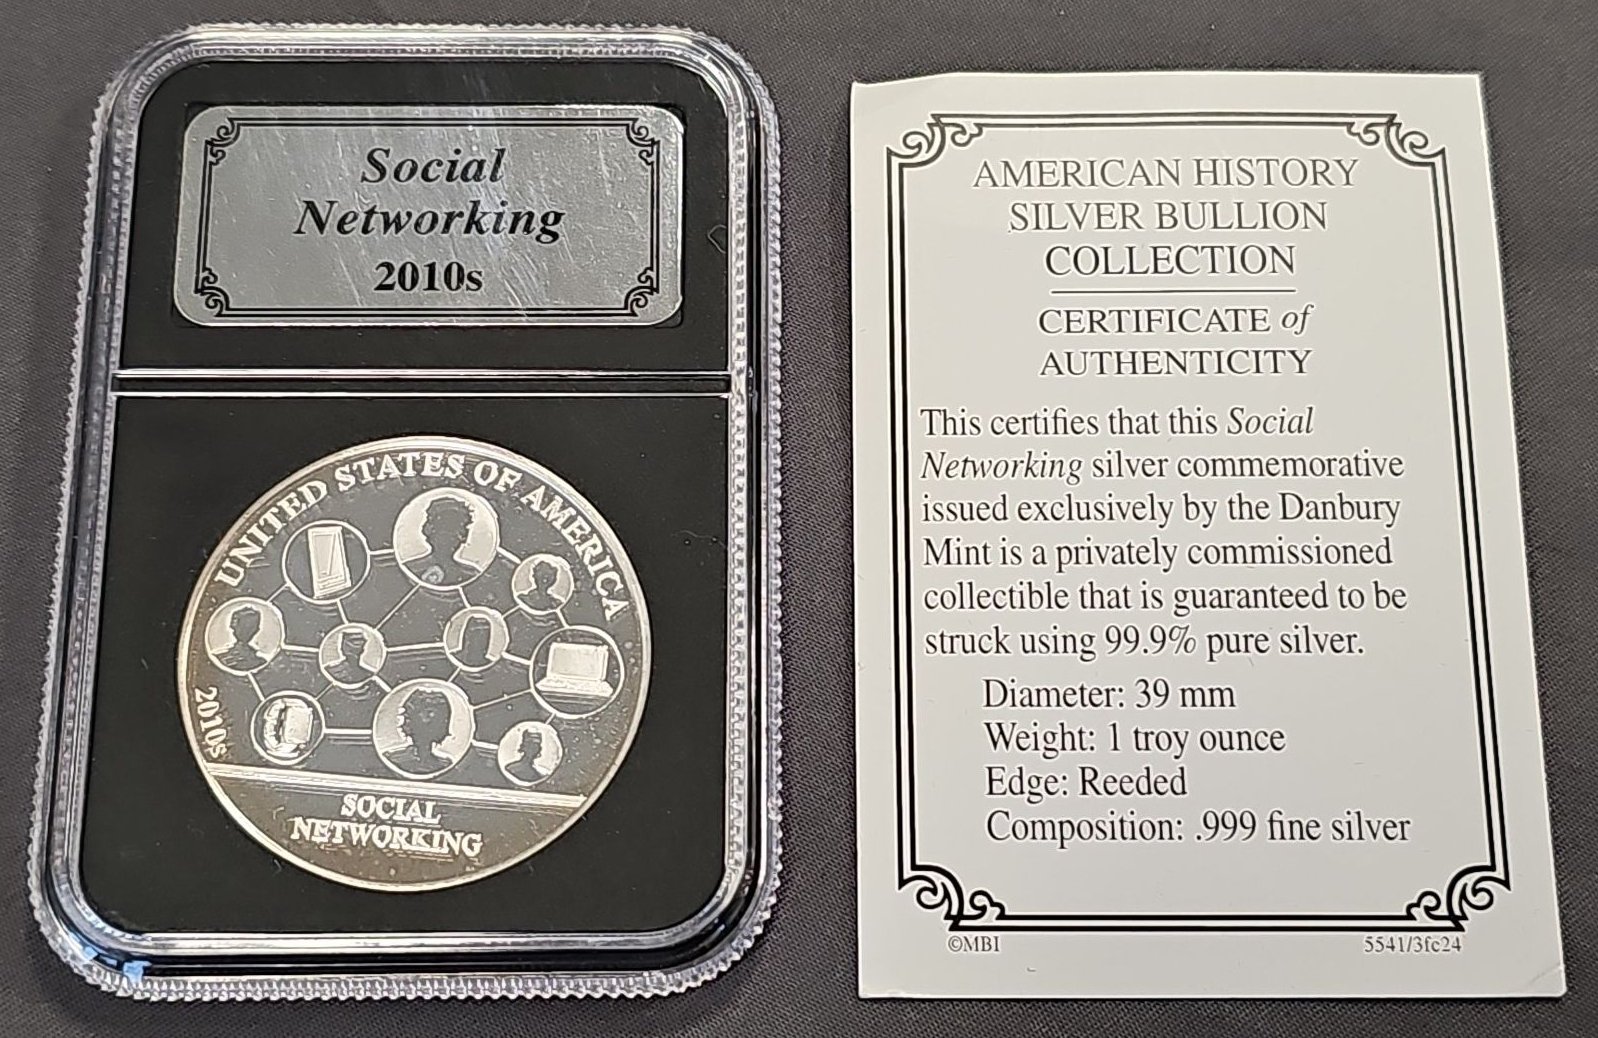 Social
Networking
2010s
UNITED STATES OF AMERICA
2010s
SOCIAL
NETWORKING
AMERICAN HISTORY
SILVER BULLION
COLLECTION
CERTIFICATE of
AUTHENTICITY
This certifies that this Social
Networking silver commemorative
issued exclusively by the Danbury
Mint is a privately commissioned
collectible that is guaranteed to be
struck using 99.9% pure silver.
Diameter: 39 mm
Weight: 1 troy ounce
Edge: Reeded
Composition: .999 fine silver
©MBI
5541/3fc24